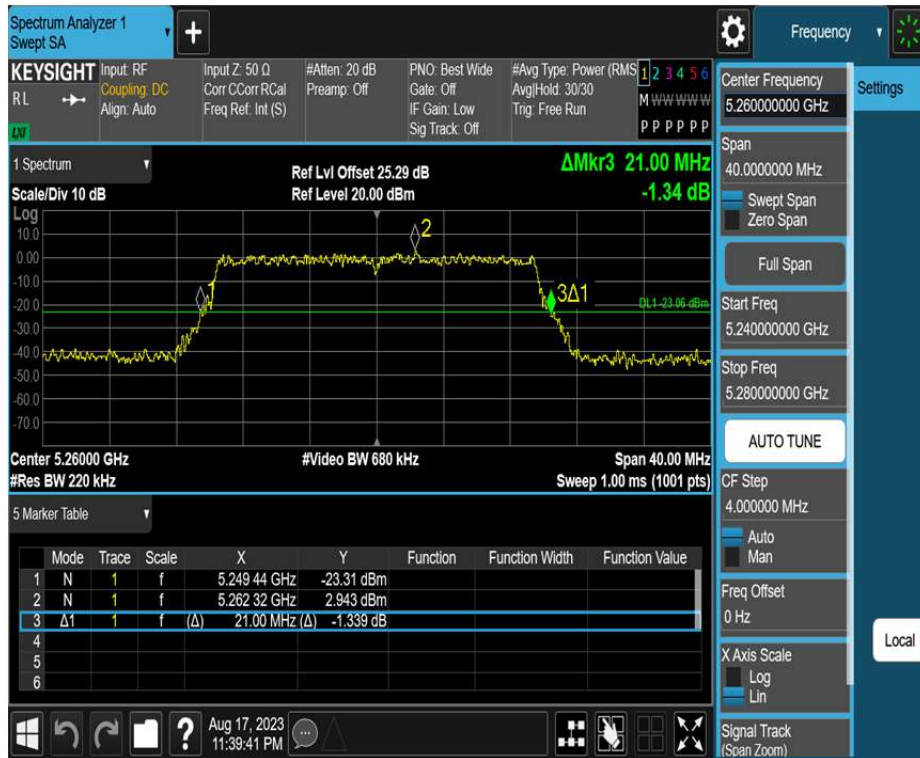 Spectrum Analyzer 1
Swept SA
+
Frequency
KEYSIGHT
RL
LXI
Input: RF
Coupling: DC
Align: Auto
Input Z: 50 Ω
Corr CCorr RCal
Freq Ref: Int (S)
#Atten: 20 dB
Preamp: Off
PNO: Best Wide
Gate: Off
IF Gain: Low
Sig Track: Off
#Avg Type: Power (RMS
Avg|Hold: 30/30
Trig: Free Run
1 2 3 4 5 6
M W W W W W
P P P P P P
Center Frequency
5.260000000 GHz
Settings
Span
40.0000000 MHz
Swept Span
Zero Span
Full Span
Start Freq
5.240000000 GHz
Stop Freq
5.280000000 GHz
AUTO TUNE
CF Step
4.000000 MHz
Auto
Man
Freq Offset
0 Hz
X Axis Scale
Log
Lin
Signal Track
(Span Zoom)
Local
1 Spectrum
Scale/Div 10 dB
Ref Lvl Offset 25.29 dB
Ref Level 20.00 dBm
ΔMkr3 21.00 MHz
-1.34 dB
Log
10.0
0.00
-10.0
-20.0
-30.0
-40.0
-50.0
-60.0
-70.0
1
2
3Δ1
DL1 -23.06 dBm
Center 5.26000 GHz
#Video BW 680 kHz
Span 40.00 MHz
#Res BW 220 kHz
Sweep 1.00 ms (1001 pts)
5 Marker Table
Mode Trace Scale X Y Function Function Width Function Value
1 N 1 f 5.249 44 GHz -23.31 dBm
2 N 1 f 5.262 32 GHz 2.943 dBm
3 Δ1 1 f (Δ) 21.00 MHz (Δ) -1.339 dB
4
5
6
?
Aug 17, 2023
11:39:41 PM